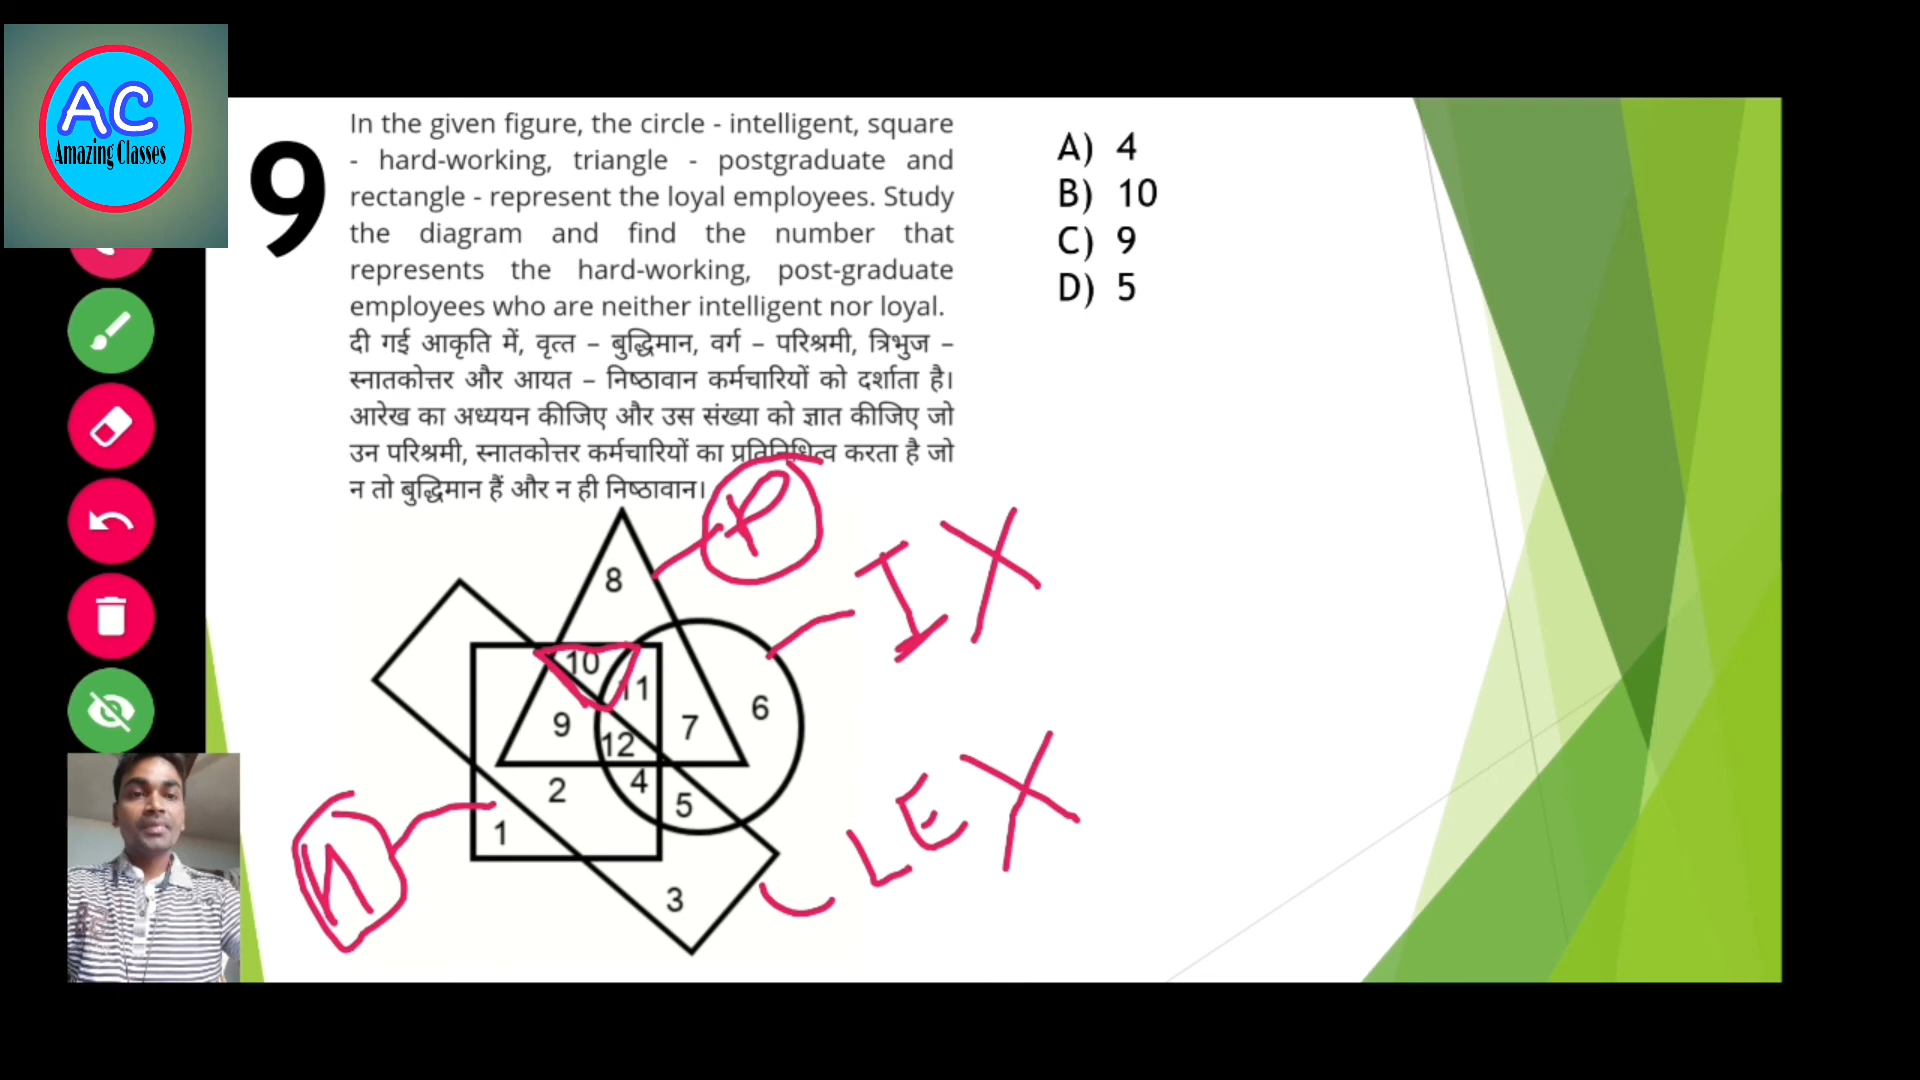 AC
Amazing Classes
9
In the given figure, the circle - intelligent, square
- hard-working, triangle - postgraduate and
rectangle - represent the loyal employees. Study
the diagram and find the number that
represents the hard-working, post-graduate
employees who are neither intelligent nor loyal.
दी गई आकृति में, वृत्त – बुद्धिमान, वर्ग – परिश्रमी, त्रिभुज –
स्नातकोत्तर और आयत – निष्ठावान कर्मचारियों को दर्शाता है।
आरेख का अध्ययन कीजिए और उस संख्या को ज्ञात कीजिए जो
उन परिश्रमी, स्नातकोत्तर कर्मचारियों का प्रतिनिधित्व करता है जो
न तो बुद्धिमान हैं और न ही निष्ठावान।
A) 4
B) 10
C) 9
D) 5
P
I X
8
10
11
6
9
7
12
4
2
5
1
3
LEX